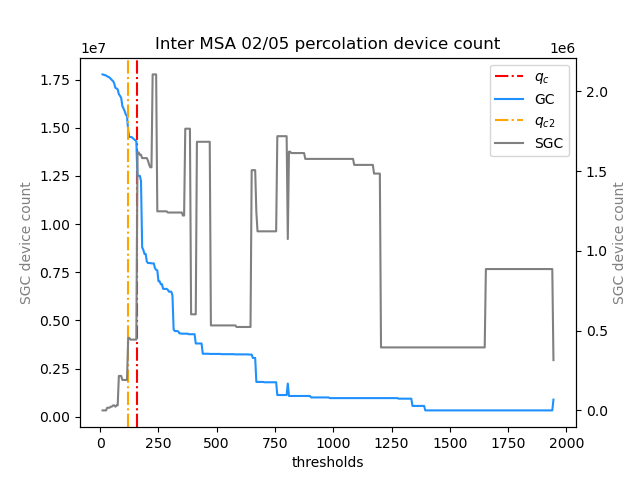 Inter MSA 02/05 percolation device count
1e7
1e6
q_c
GC
q_{c2}
SGC
SGC device count
1.75
1.50
1.25
1.00
0.75
0.50
0.25
0.00
2.0
1.5
1.0
0.5
0.0
SGC device count
0 250 500 750 1000 1250 1500 1750 2000
thresholds